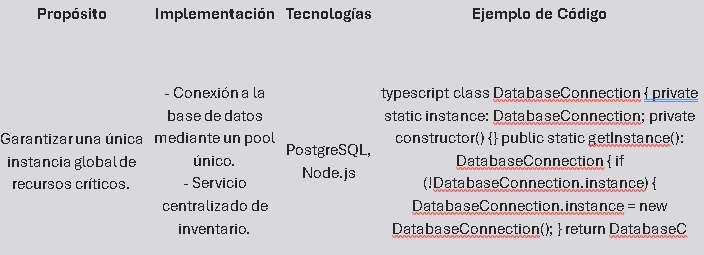 Propósito
Implementación
Tecnologías
Ejemplo de Código
Garantizar una única
instancia global de
recursos críticos.
- Conexión a la
base de datos
mediante un pool
único.
- Servicio
centralizado de
inventario.
PostgreSQL,
Node.js
typescript class DatabaseConnection { private
static instance: DatabaseConnection; private
constructor() {} public static getInstance():
DatabaseConnection { if
(!DatabaseConnection.instance) {
DatabaseConnection.instance = new
DatabaseConnection(); } return DatabaseC